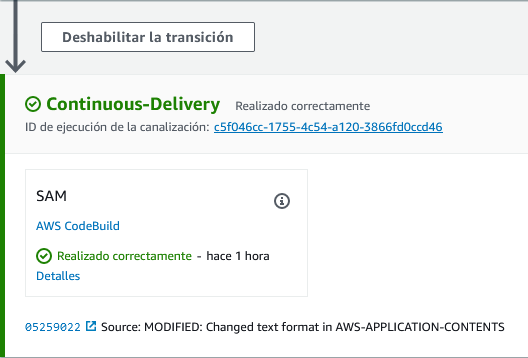 Deshabilitar la transición
Continuous-Delivery Realizado correctamente
ID de ejecución de la canalización: c5f046cc-1755-4c54-a120-3866fd0ccd46
SAM
AWS CodeBuild
Realizado correctamente - hace 1 hora
Detalles
05259022 Source: MODIFIED: Changed text format in AWS-APPLICATION-CONTENTS